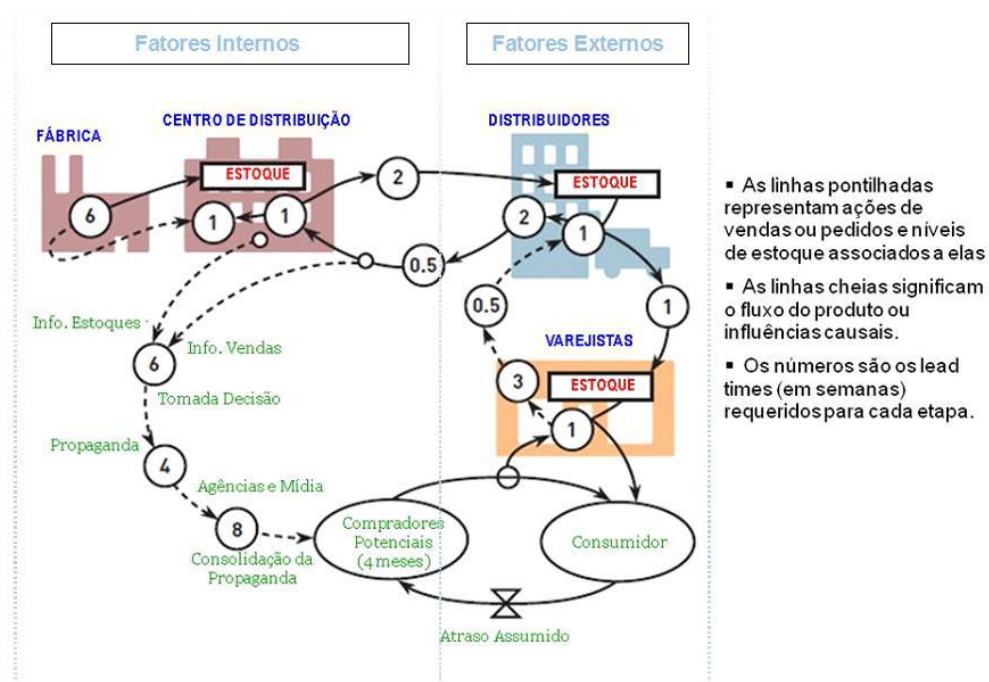 Fatores Internos
Fatores Externos
CENTRO DE DISTRIBUIÇÃO
DISTRIBUIDORES
FÁBRICA
ESTOQUE
2
ESTOQUE
6
1
1
2
1
0.5
0.5
1
Info. Estoques
Info. Vendas
VAREJISTAS
6
3
ESTOQUE
Tomada Decisão
1
Propaganda
4
Agências e Mídia
8
Compradores
Potenciais
(4 meses)
Consumidor
Consolidação da
Propaganda
Atraso Assumido
▪ As linhas pontilhadas
representam ações de
vendas ou pedidos e níveis
de estoque associados a elas
▪ As linhas cheias significam
o fluxo do produto ou
influências causais.
▪ Os números são os lead
times (em semanas)
requeridos para cada etapa.